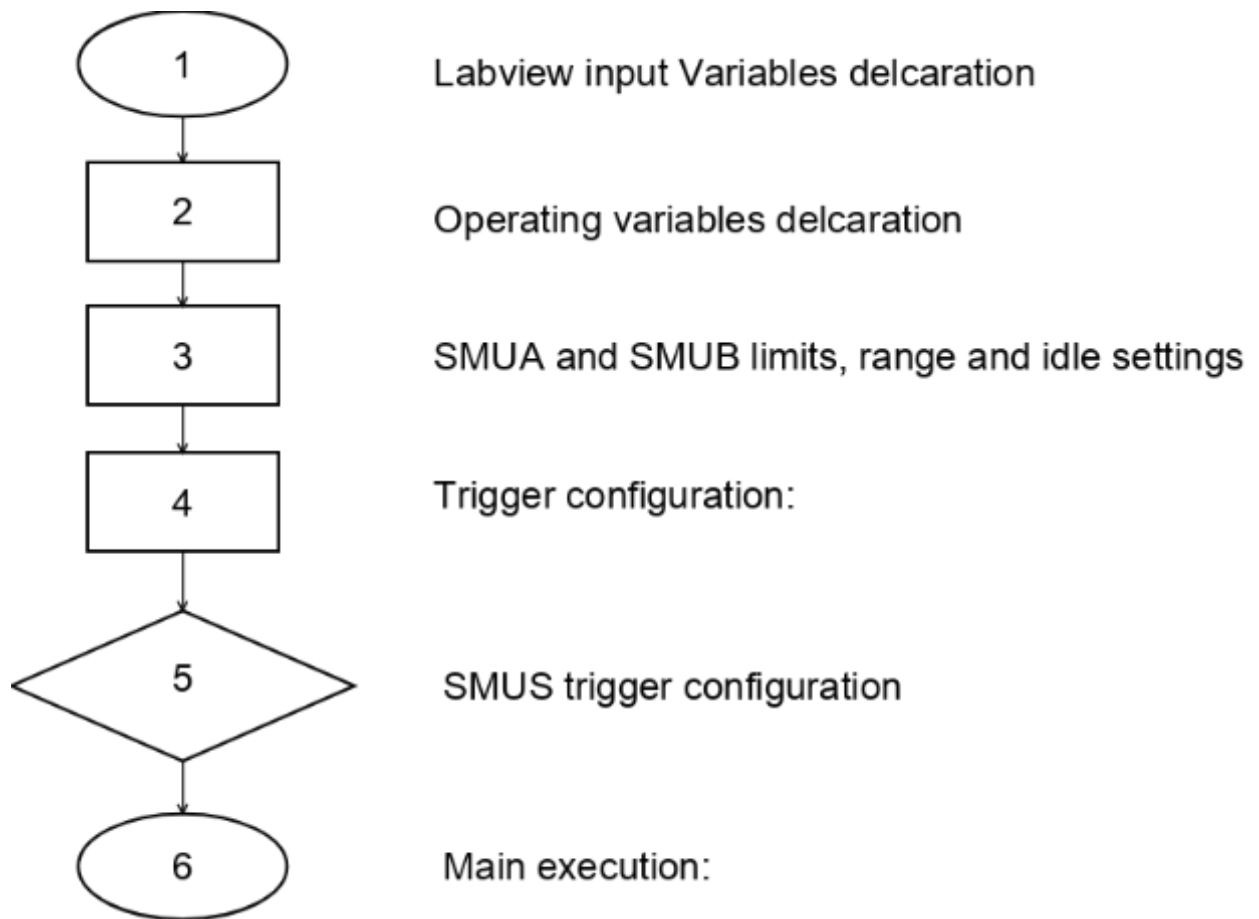 1
Labview input Variables delcaration
2
Operating variables delcaration
3
SMUA and SMUB limits, range and idle settings
4
Trigger configuration:
5
SMUS trigger configuration
6
Main execution: